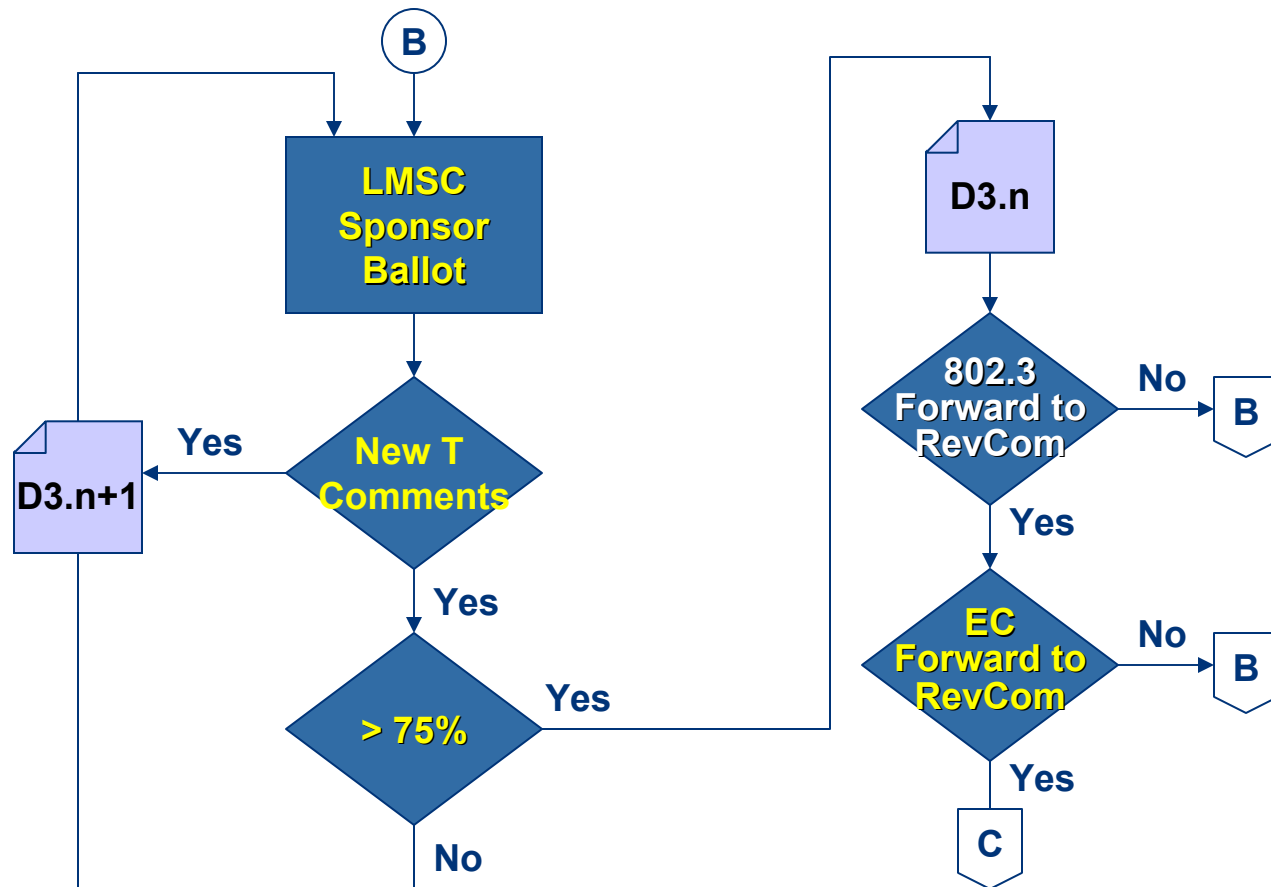 B
LMSC
Sponsor
Ballot
New T
Comments
Yes
D3.n+1
Yes
> 75%
Yes
No
D3.n
802.3
Forward to
RevCom
No
B
Yes
EC
Forward to
RevCom
No
B
Yes
C